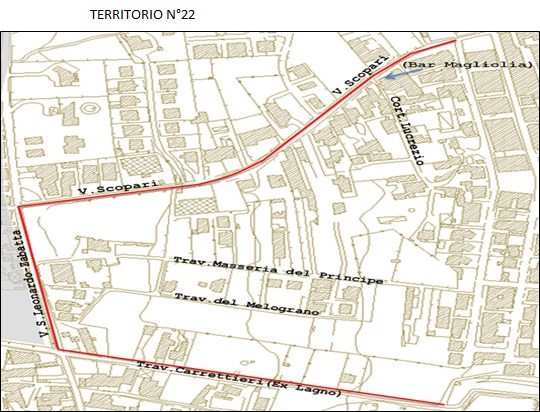 TERRITORIO N°22
V.Scopari
(Bar Magliolia)
Cort.Lucrezio
V.Scopari
V.S.Leonardo-Zabatta
Trav.Masseria del Principe
Trav.del Melograno
Trav.Carrettieri(Ex Lagno)